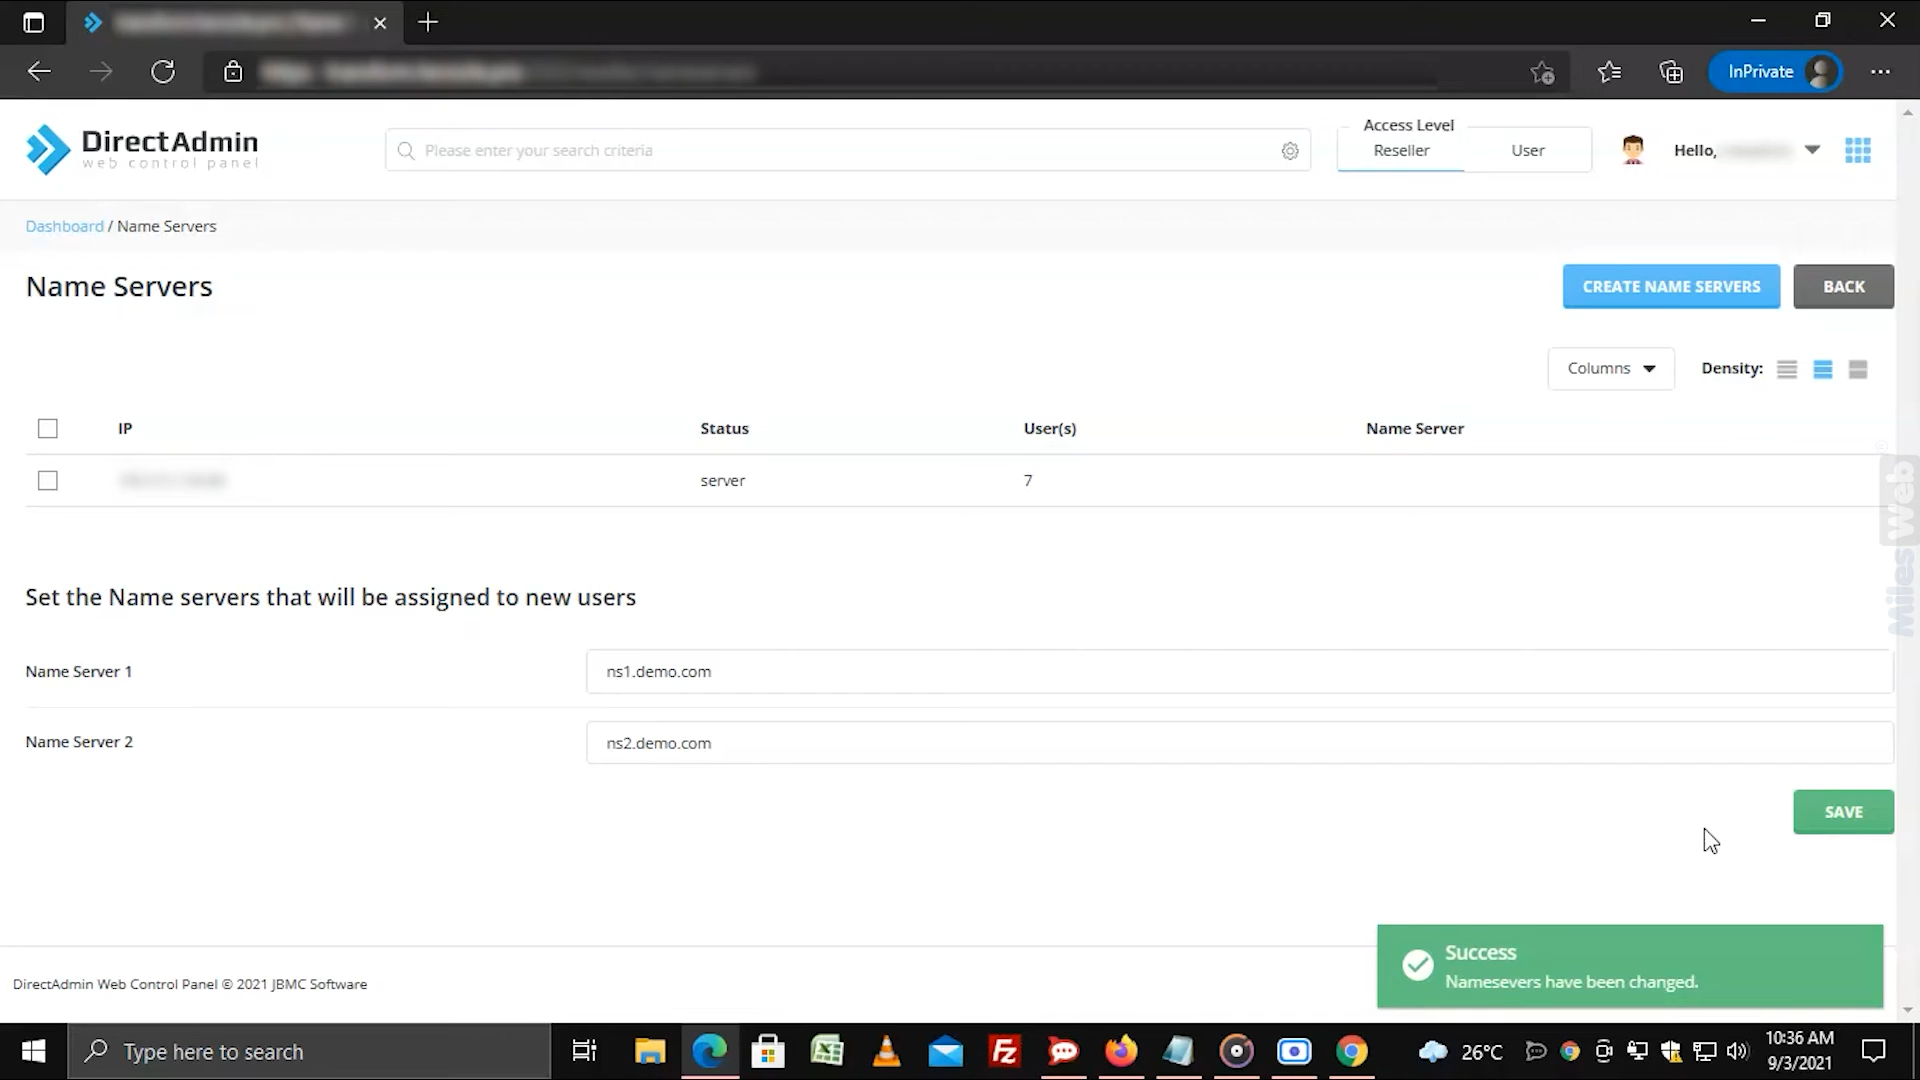 InPrivate
DirectAdmin
web control panel
Please enter your search criteria
Access Level
Reseller
User
Hello,
Dashboard / Name Servers
Name Servers
CREATE NAME SERVERS
BACK
Columns
Density:
IP
Status
User(s)
Name Server
server
7
MilesWeb
Set the Name servers that will be assigned to new users
Name Server 1
ns1.demo.com
Name Server 2
ns2.demo.com
SAVE
Success
Namesevers have been changed.
DirectAdmin Web Control Panel © 2021 JBMC Software
Type here to search
Fz
26°C
10:36 AM
9/3/2021